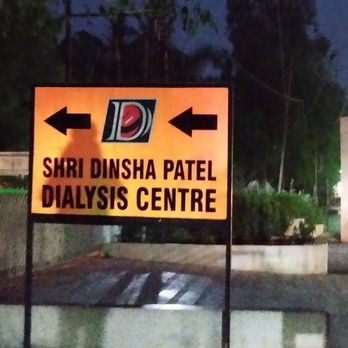 D
SHRI DINSHA PATEL
DIALYSIS CENTRE